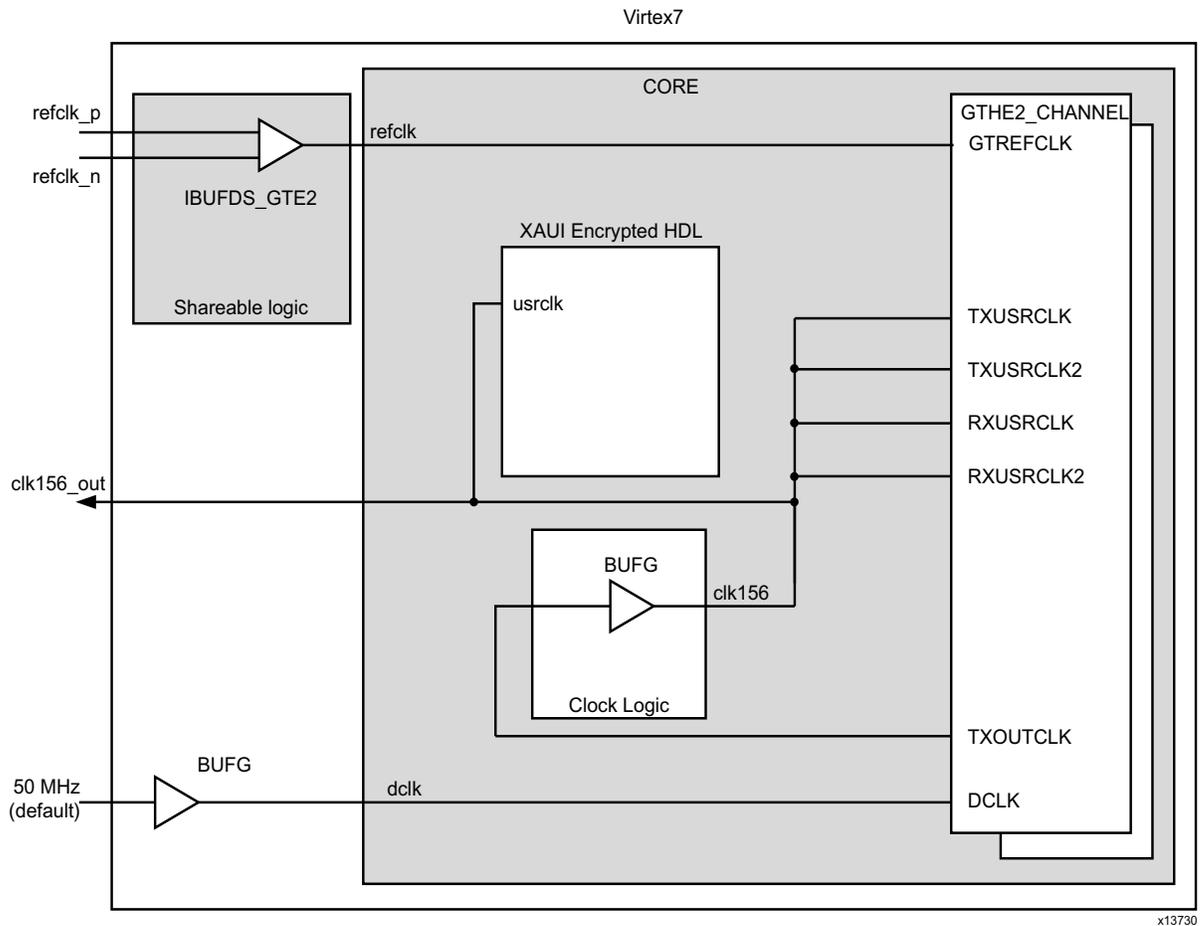 Virtex7
CORE
refclk_p
refclk_n
IBUFDS_GTE2
Shareable logic
refclk
GTHE2_CHANNEL
GTREFCLK
XAUI Encrypted HDL
usrclk
TXUSRCLK
TXUSRCLK2
RXUSRCLK
RXUSRCLK2
clk156_out
BUFG
clk156
Clock Logic
TXOUTCLK
BUFG
50 MHz
(default)
dclk
DCLK
x13730